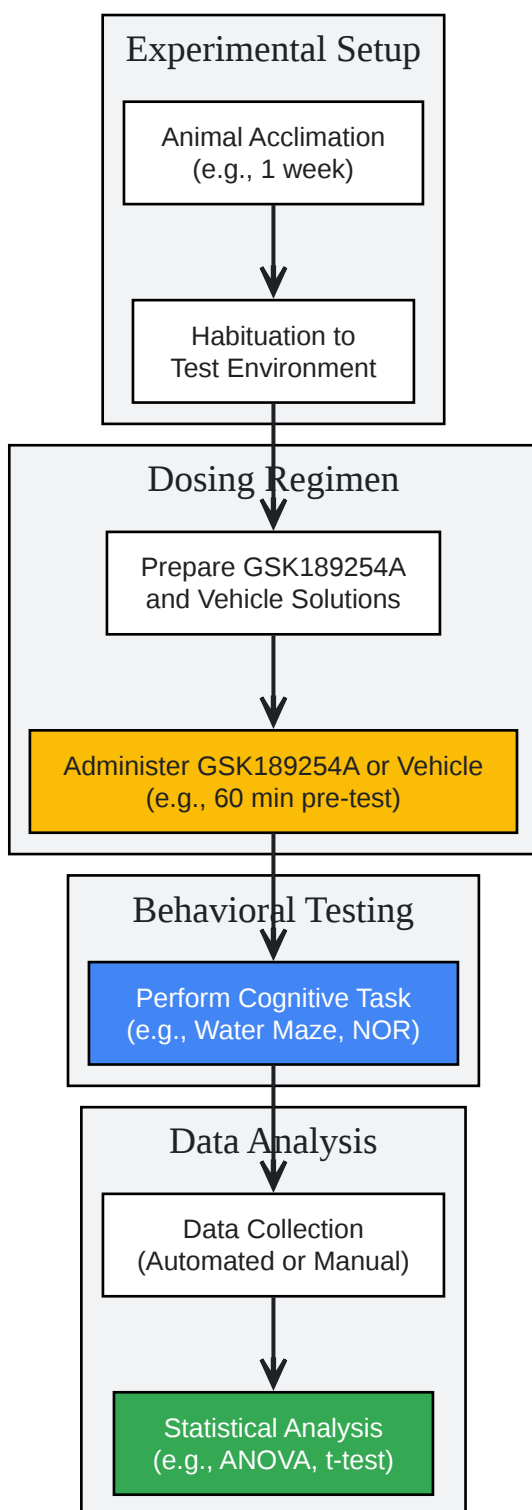 Experimental Setup
Animal Acclimation
(e.g., 1 week)
Habituation to
Test Environment
Dosing Regimen
Prepare GSK189254A
and Vehicle Solutions
Administer GSK189254A or Vehicle
(e.g., 60 min pre-test)
Behavioral Testing
Perform Cognitive Task
(e.g., Water Maze, NOR)
Data Analysis
Data Collection
(Automated or Manual)
Statistical Analysis
(e.g., ANOVA, t-test)